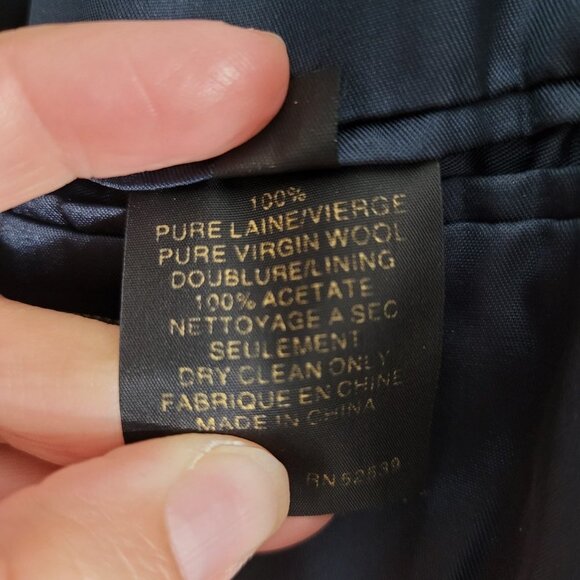 100%
PURE LAINE/VIERGE
PURE VIRGIN WOOL
DOUBLURE/LINING
100% ACETATE
NETTOYAGE A SEC
SEULEMENT
DRY CLEAN ONLY
FABRIQUE EN CHINE
MADE IN CHINA
RN 52639